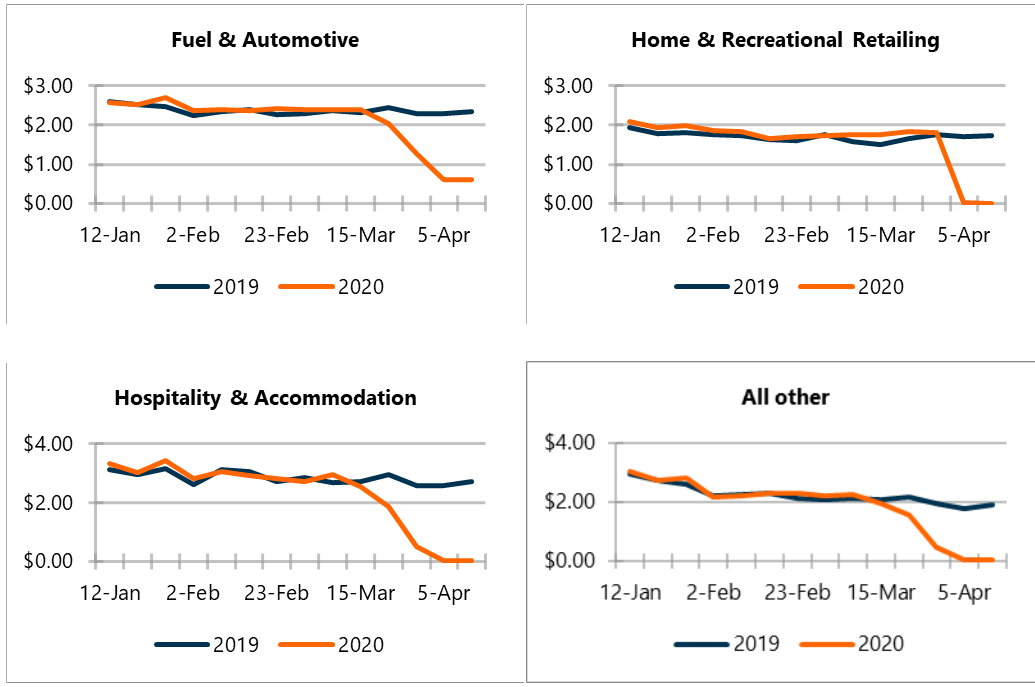 Fuel & Automotive
$3.00
$2.00
$1.00
$0.00
12-Jan 2-Feb 23-Feb 15-Mar 5-Apr
2019 2020
Home & Recreational Retailing
$3.00
$2.00
$1.00
$0.00
12-Jan 2-Feb 23-Feb 15-Mar 5-Apr
2019 2020
Hospitality & Accommodation
$4.00
$2.00
$0.00
12-Jan 2-Feb 23-Feb 15-Mar 5-Apr
2019 2020
All other
$4.00
$2.00
$0.00
12-Jan 2-Feb 23-Feb 15-Mar 5-Apr
2019 2020